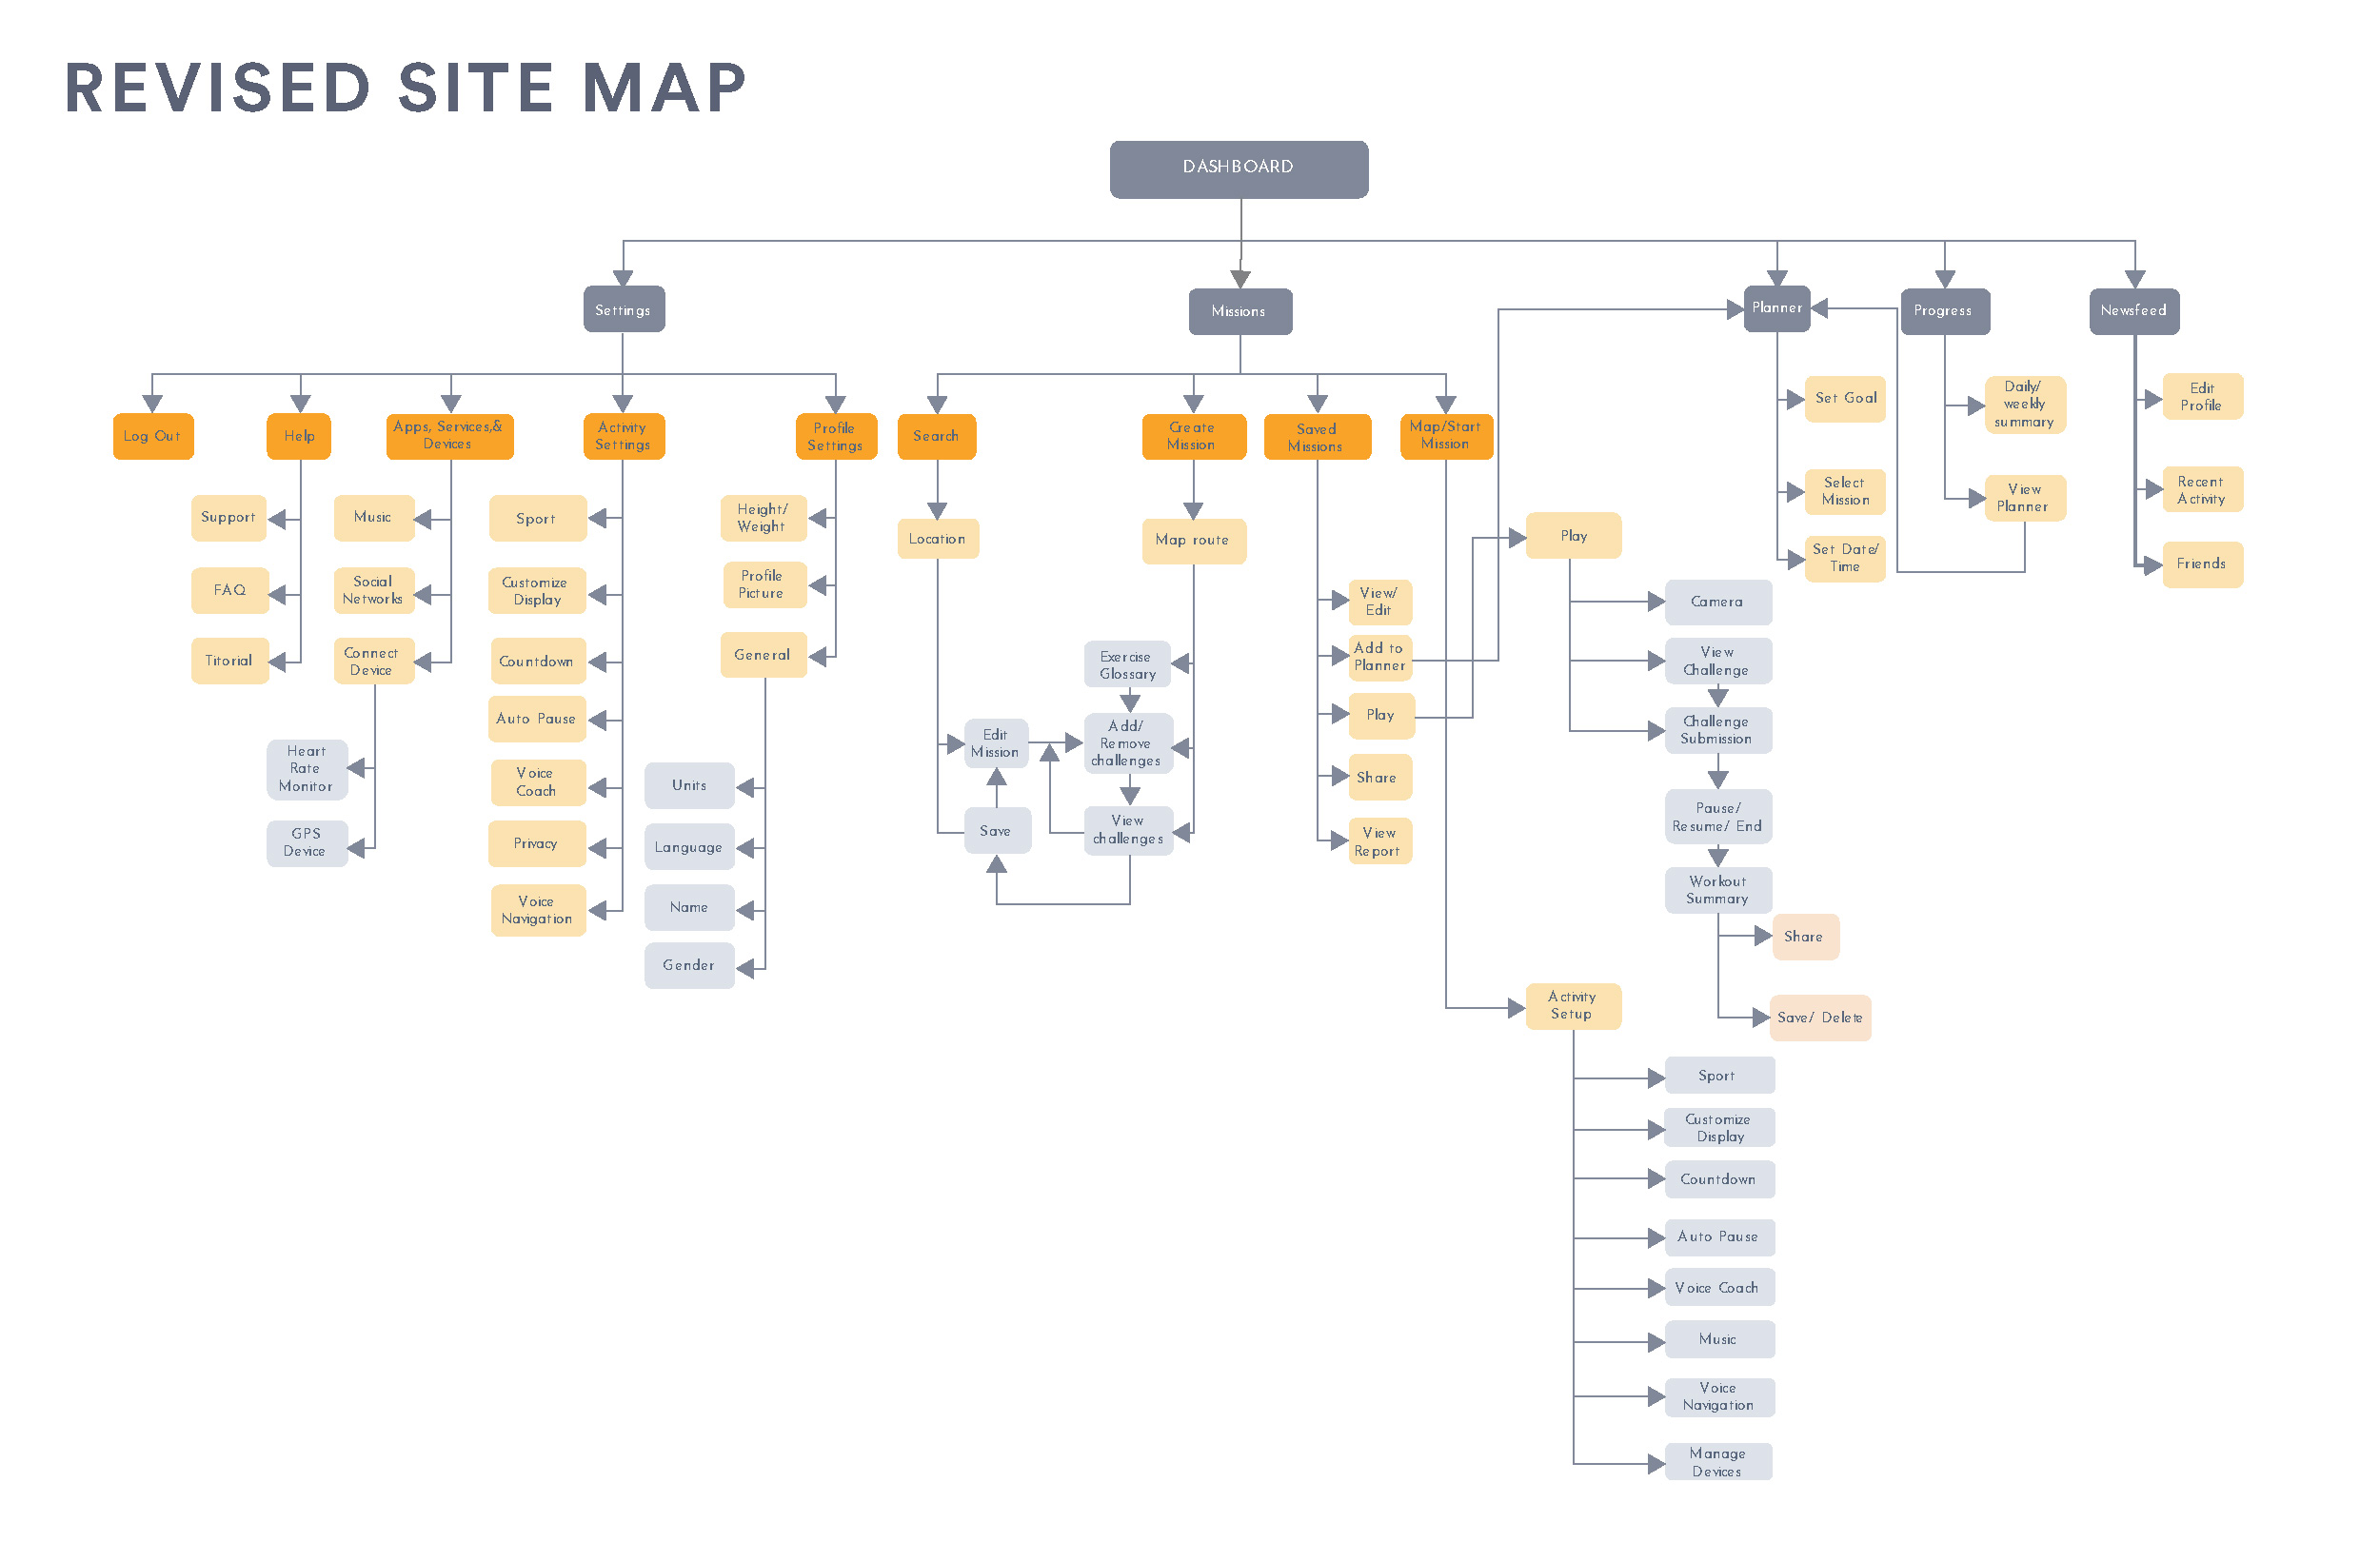 REVISED SITE MAP
DASHBOARD
Settings
Missions
Planner
Progress
Newsfeed
Log Out
Help
Apps, Services,&
Devices
Activity
Settings
Profile
Settings
Search
Create
Mission
Saved
Missions
Map/Start
Mission
Support
FAQ
Titorial
Music
Social
Networks
Connect
Device
Heart
Rate
Monitor
GPS
Device
Sport
Customize
Display
Countdown
Auto Pause
Voice
Coach
Privacy
Voice
Navigation
Height/
Weight
Profile
Picture
General
Units
Language
Name
Gender
Location
Edit
Mission
Save
Map route
Exercise
Glossary
Add/
Remove
challenges
View
challenges
View/
Edit
Add to
Planner
Play
Share
View
Report
Play
Camera
View
Challenge
Challenge
Submission
Pause/
Resume/ End
Workout
Summary
Share
Save/ Delete
Activity
Setup
Sport
Customize
Display
Countdown
Auto Pause
Voice Coach
Music
Voice
Navigation
Manage
Devices
Set Goal
Select
Mission
Set Date/
Time
Daily/
weekly
summary
View
Planner
Edit
Profile
Recent
Activity
Friends